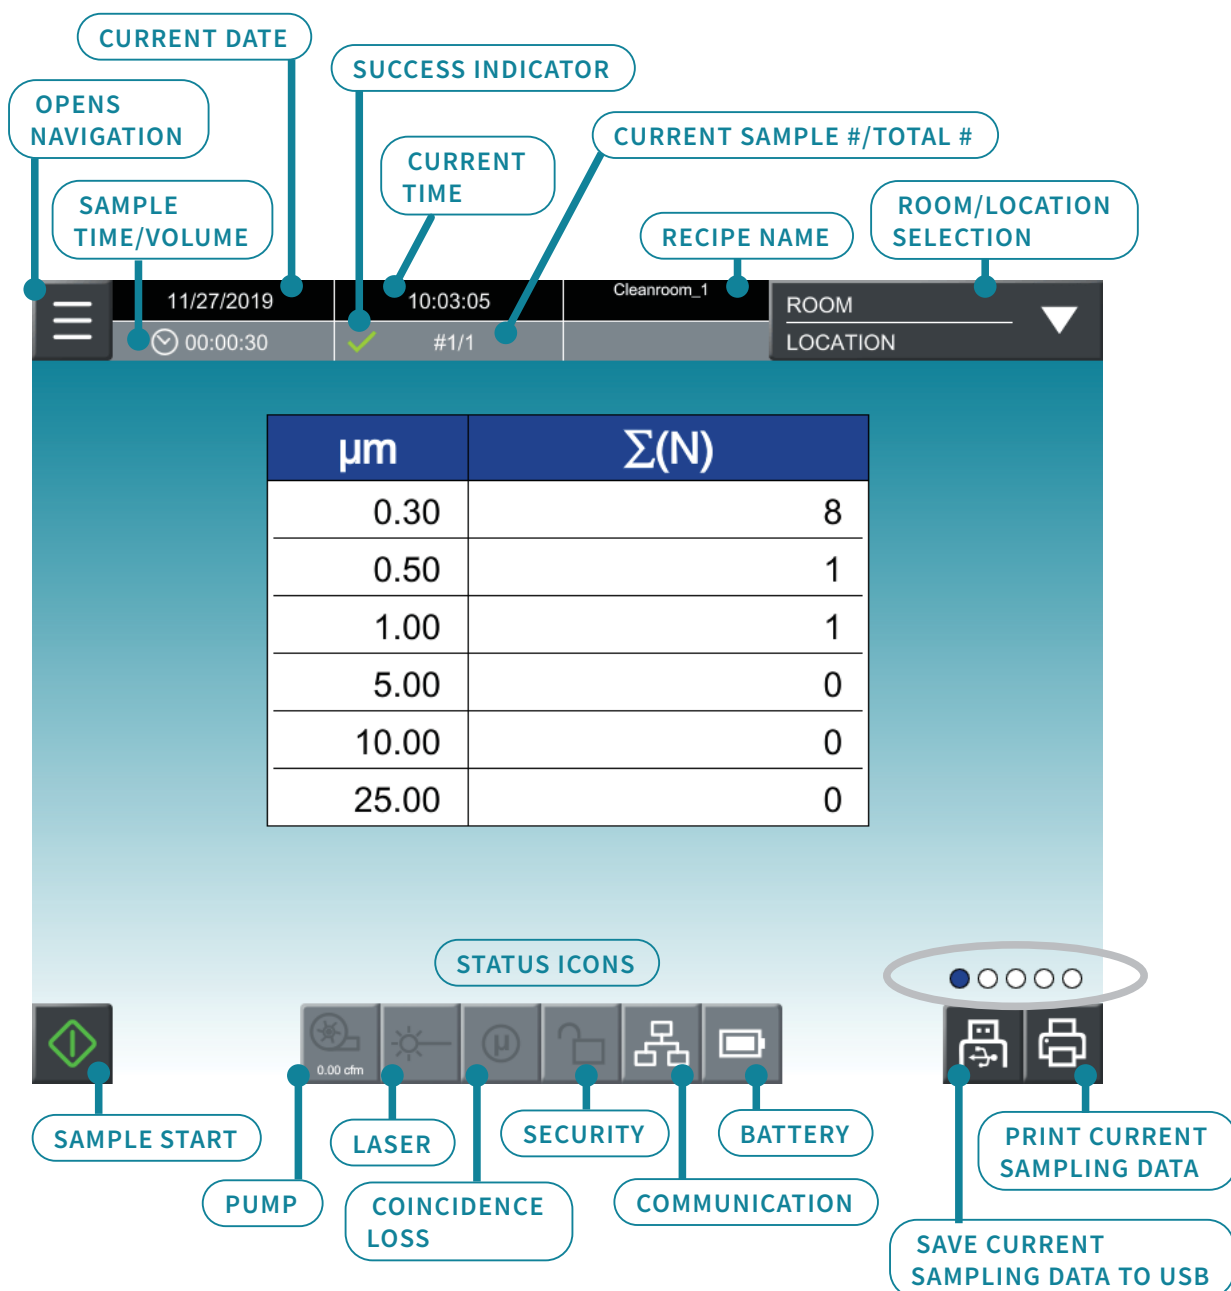 CURRENT DATE
SUCCESS INDICATOR
OPENS
NAVIGATION
CURRENT SAMPLE #/TOTAL #
CURRENT
TIME
SAMPLE
TIME/VOLUME
RECIPE NAME
ROOM/LOCATION
SELECTION
11/27/2019
10:03:05
Cleanroom_1
ROOM
00:00:30
#1/1
LOCATION
μm Σ(N)
0.30 8
0.50 1
1.00 1
5.00 0
10.00 0
25.00 0
STATUS ICONS
μ
0.00 cfm
SAMPLE START
LASER
SECURITY
BATTERY
PRINT CURRENT
SAMPLING DATA
PUMP
COINCIDENCE
LOSS
COMMUNICATION
SAVE CURRENT
SAMPLING DATA TO USB